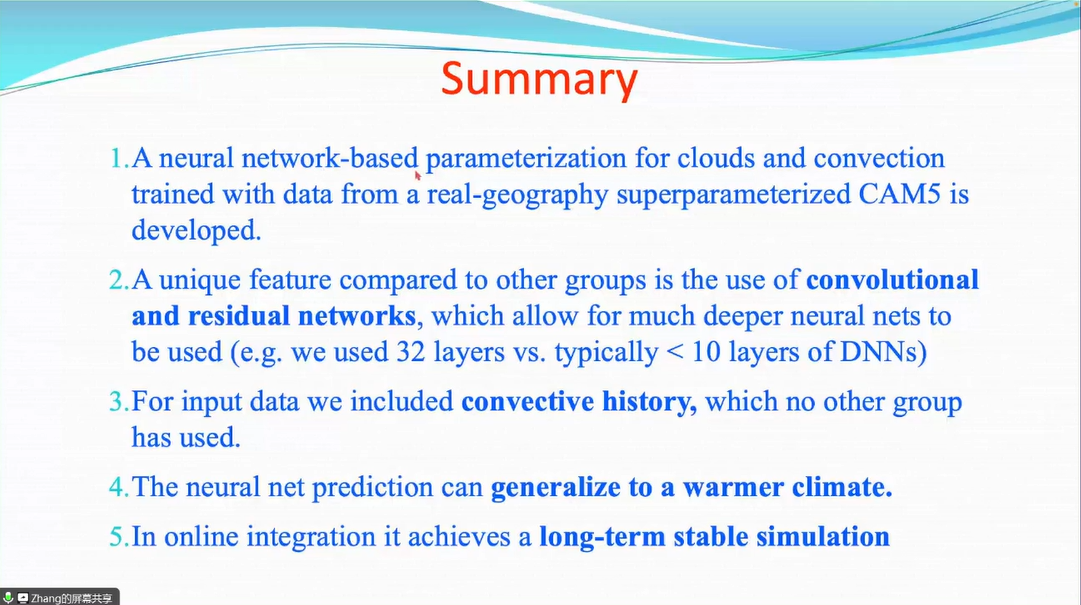 Summary
1.A neural network-based parameterization for clouds and convection
trained with data from a real-geography superparameterized CAM5 is
developed.
2.A unique feature compared to other groups is the use of convolutional
and residual networks, which allow for much deeper neural nets to
be used (e.g. we used 32 layers vs. typically < 10 layers of DNNs)
3.For input data we included convective history, which no other group
has used.
4.The neural net prediction can generalize to a warmer climate.
5.In online integration it achieves a long-term stable simulation
Zhang的屏幕共享